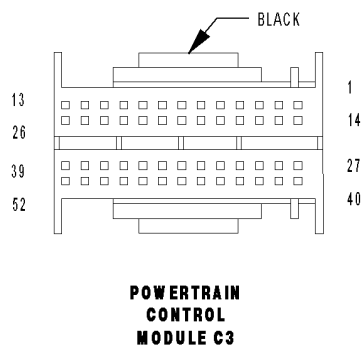 BLACK
13
1
26
14
39
27
52
40
POWERTRAIN
CONTROL
MODULE C3